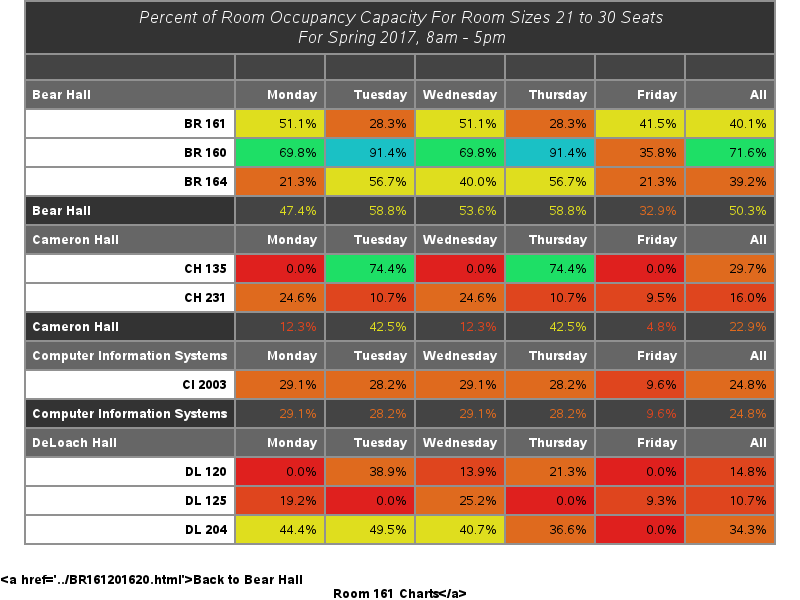 Percent of Room Occupancy Capacity For Room Sizes 21 to 30 Seats
For Spring 2017, 8am - 5pm
Bear Hall Monday Tuesday Wednesday Thursday Friday All
BR 161 51.1% 28.3% 51.1% 28.3% 41.5% 40.1%
BR 160 69.8% 91.4% 69.8% 91.4% 35.8% 71.6%
BR 164 21.3% 56.7% 40.0% 56.7% 21.3% 39.2%
Bear Hall 47.4% 58.8% 53.6% 58.8% 32.9% 50.3%
Cameron Hall Monday Tuesday Wednesday Thursday Friday All
CH 135 0.0% 74.4% 0.0% 74.4% 0.0% 29.7%
CH 231 24.6% 10.7% 24.6% 10.7% 9.5% 16.0%
Cameron Hall 12.3% 42.5% 12.3% 42.5% 4.8% 22.9%
Computer Information Systems Monday Tuesday Wednesday Thursday Friday All
CI 2003 29.1% 28.2% 29.1% 28.2% 9.6% 24.8%
Computer Information Systems 29.1% 28.2% 29.1% 28.2% 9.6% 24.8%
DeLoach Hall Monday Tuesday Wednesday Thursday Friday All
DL 120 0.0% 38.9% 13.9% 21.3% 0.0% 14.8%
DL 125 19.2% 0.0% 25.2% 0.0% 9.3% 10.7%
DL 204 44.4% 49.5% 40.7% 36.6% 0.0% 34.3%
&lt;a href='../BR161201620.html'&gt;Back to Bear Hall
Room 161 Charts&lt;/a&gt;